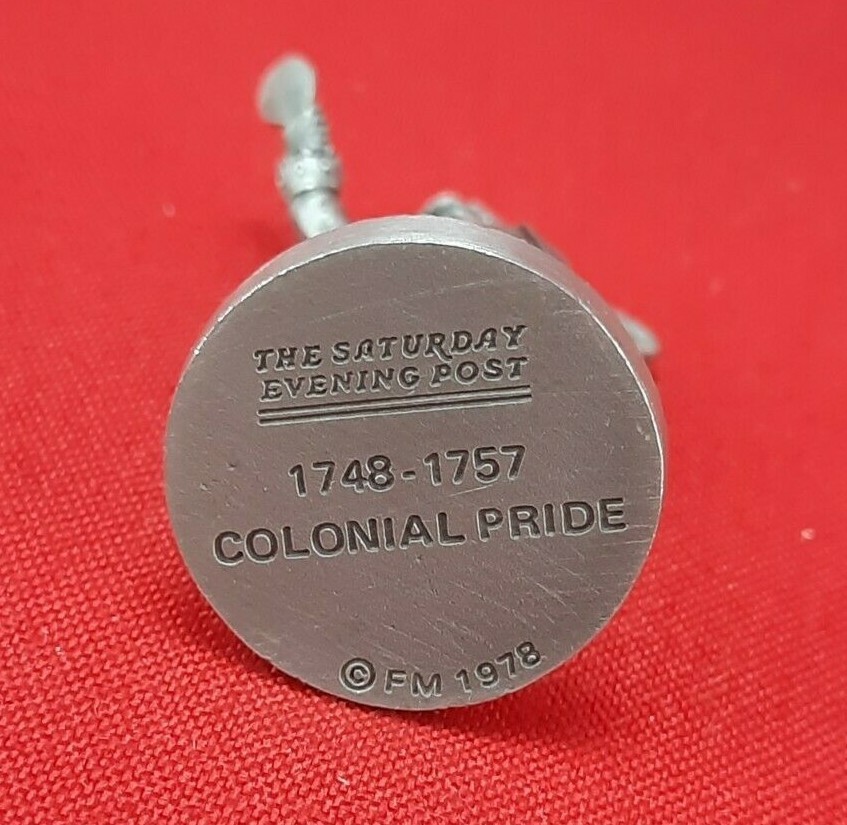 THE SATURDAY
EVENING POST
1748-1757
COLONIAL PRIDE
© FM 1978